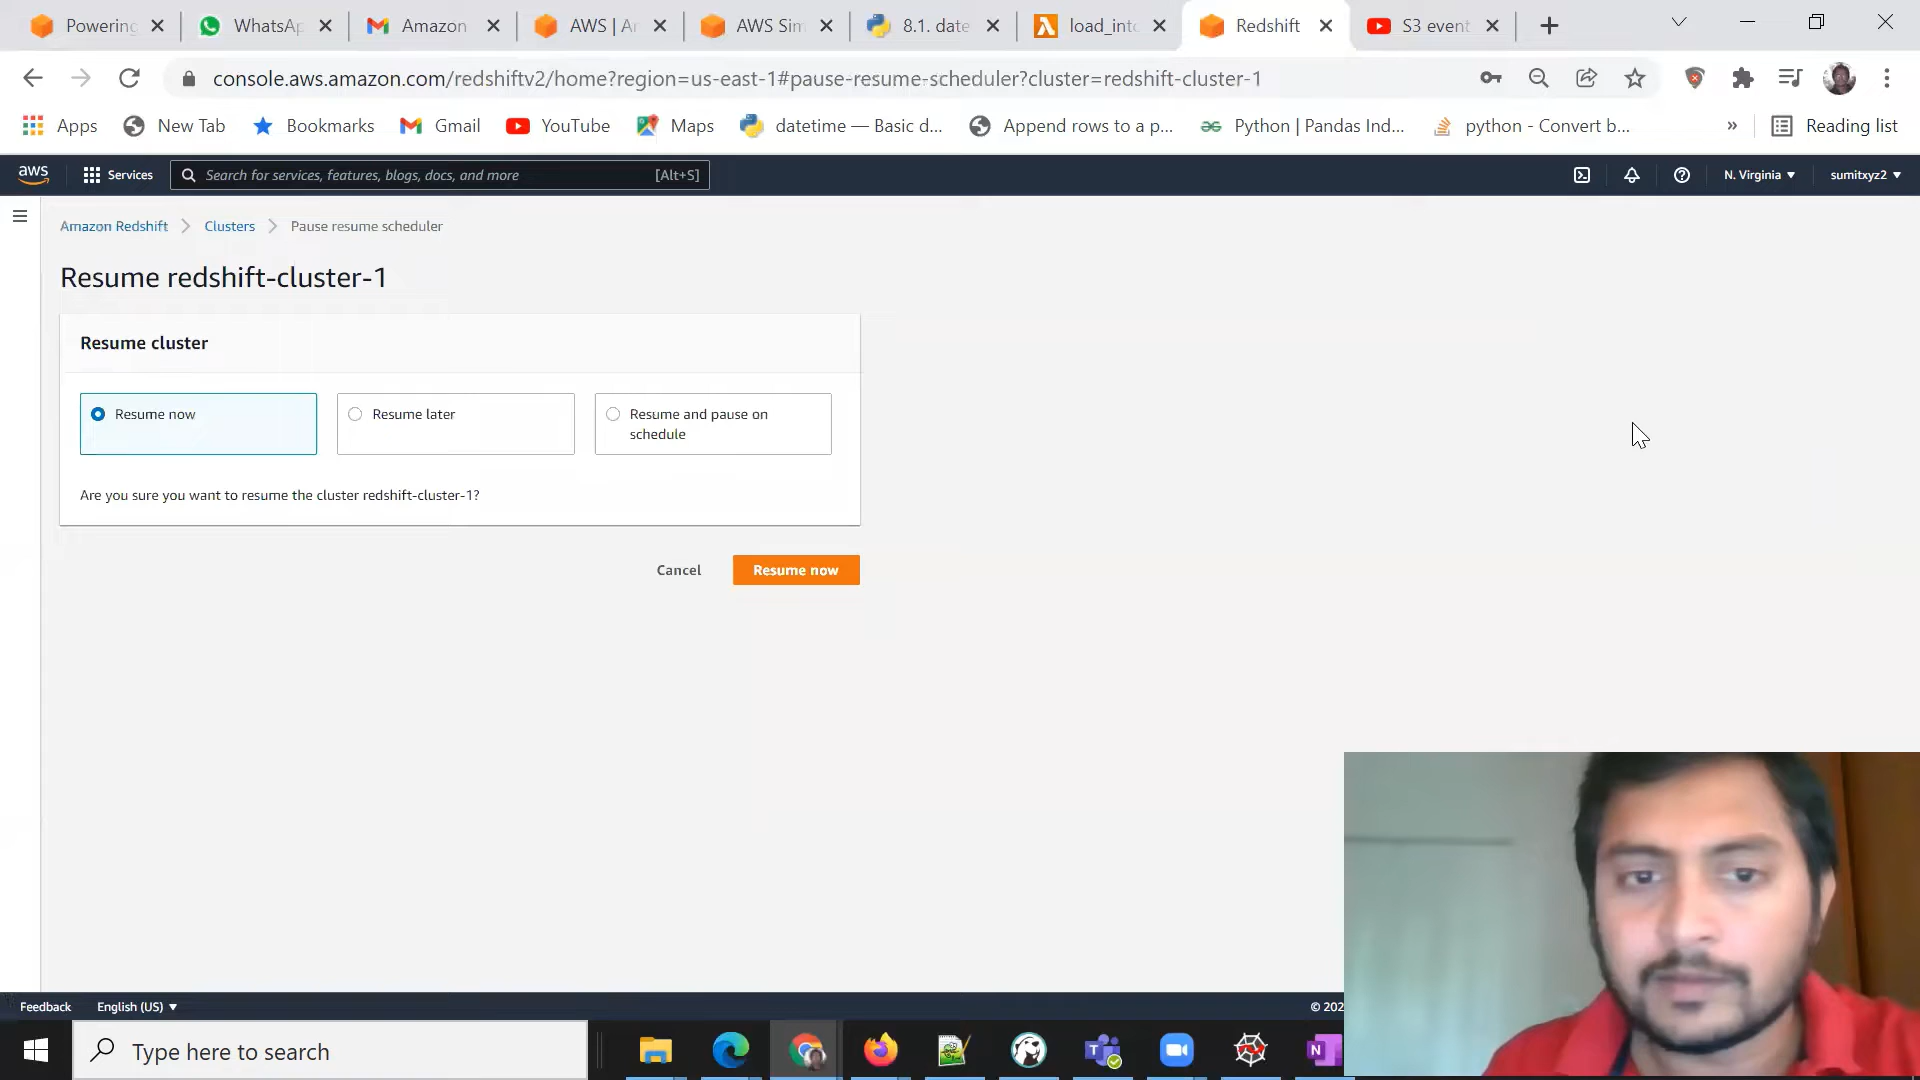 Powering
WhatsAp
Amazon
AWS | Ar
AWS Sim
8.1. date
load_into
Redshift
S3 event
console.aws.amazon.com/redshiftv2/home?region=us-east-1#pause-resume-scheduler?cluster=redshift-cluster-1
Apps
New Tab
Bookmarks
Gmail
YouTube
Maps
datetime — Basic d...
Append rows to a p...
Python | Pandas Ind...
python - Convert b...
»
Reading list
aws
Services
Search for services, features, blogs, docs, and more
[Alt+S]
N. Virginia
sumitxyz2
Amazon Redshift
Clusters
Pause resume scheduler
Resume redshift-cluster-1
Resume cluster
Resume now
Resume later
Resume and pause on
schedule
Are you sure you want to resume the cluster redshift-cluster-1?
Cancel
Resume now
Feedback
English (US)
© 202
Type here to search